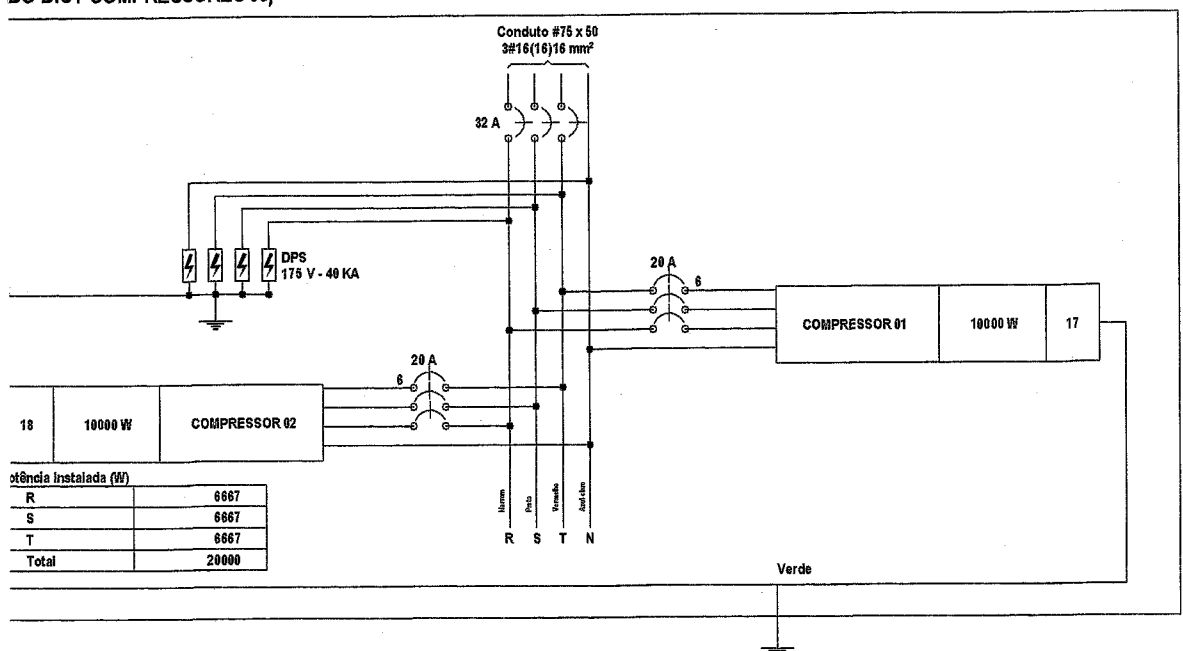 DIST COMPRESSORES
Conduto #75 x 50
3#16(16)16 mm²
32 A
DPS
175 V - 40 KA
20 A
6
COMPRESSOR 01
10000 W
17
20 A
6
18
10000 W
COMPRESSOR 02
otência Instalada (W)
R 6667
S 6667
T 6667
Total 20000
Marrom
Preto
Vermelho
Azul-claro
R S T N
Verde